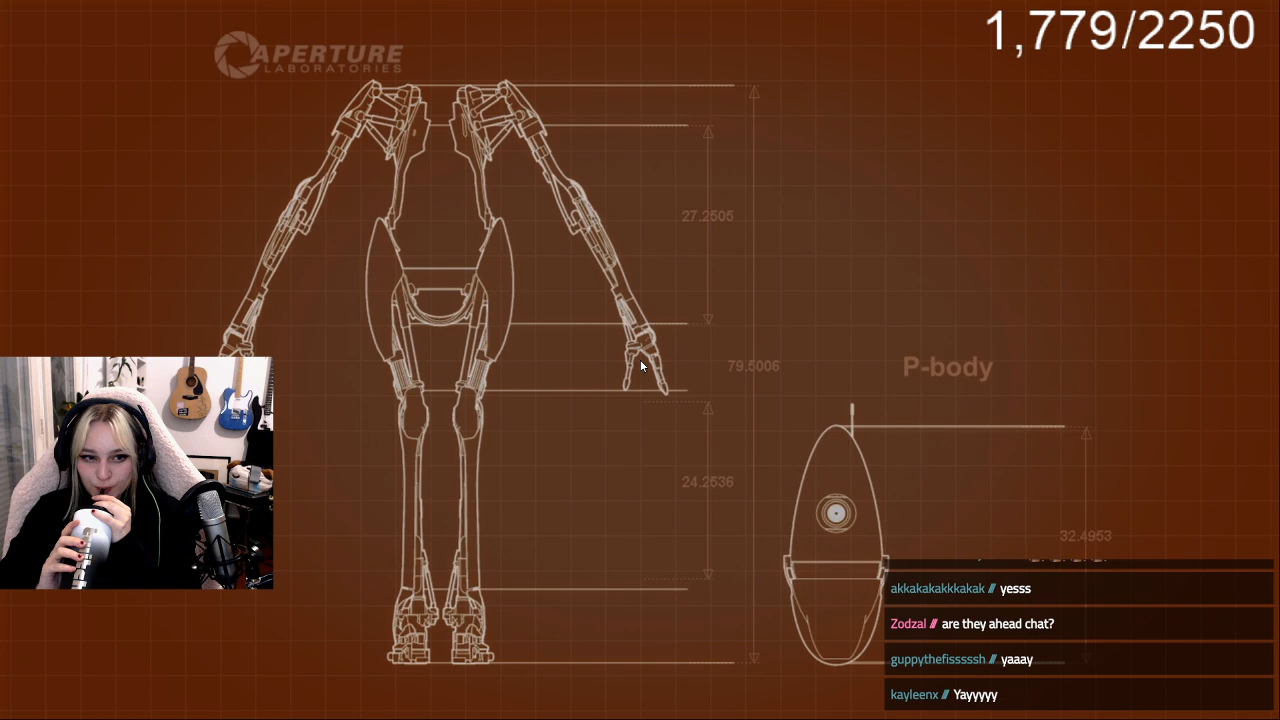 1,779/2250
APERTURE
LABORATORIES
27.2505
79.5006
P-body
24.2536
32.4953
akkakakakkkakak // yesss
Zodzal // are they ahead chat?
guppythefisssssh // yaaay
kayleenx // Yayyyyy